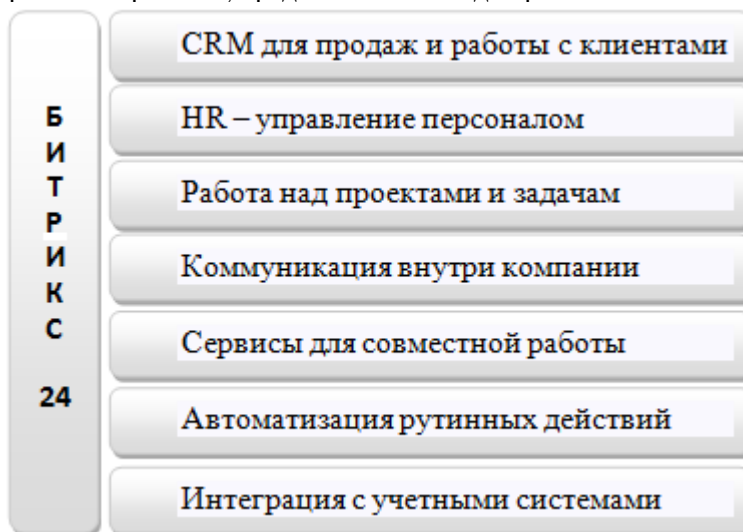 БИТРИКС 24
CRM для продаж и работы с клиентами
HR – управление персоналом
Работа над проектами и задачам
Коммуникация внутри компании
Сервисы для совместной работы
Автоматизация рутинных действий
Интеграция с учетными системами